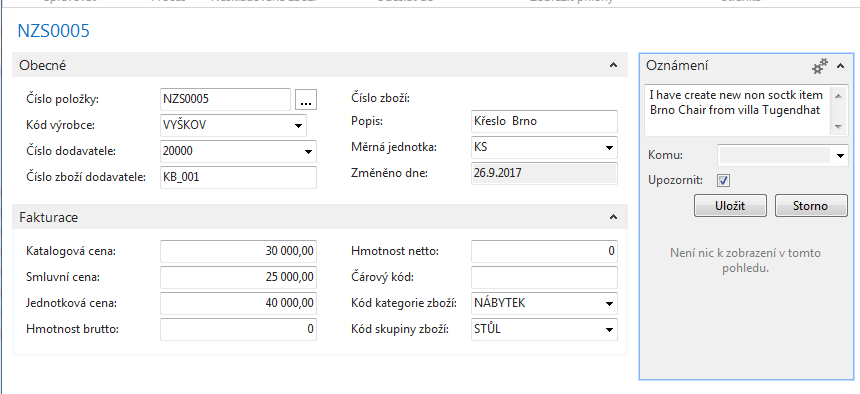 NZS0005
Obecné
Číslo položky: NZS0005 ...
Kód výrobce: VYŠKOV
Číslo dodavatele: 20000
Číslo zboží dodavatele: KB_001
Číslo zboží:
Popis: Křeslo Brno
Měrná jednotka: KS
Změněno dne: 26.9.2017
Fakturace
Katalogová cena: 30 000,00
Smluvní cena: 25 000,00
Jednotková cena: 40 000,00
Hmotnost brutto: 0
Hmotnost netto: 0
Čárový kód:
Kód kategorie zboží: NÁBYTEK
Kód skupiny zboží: STŮL
Oznámení
I have create new non soctk item
Brno Chair from villa Tugendhat
Komu:
Upozornit:
Uložit Storno
Není nic k zobrazení v tomto
pohledu.